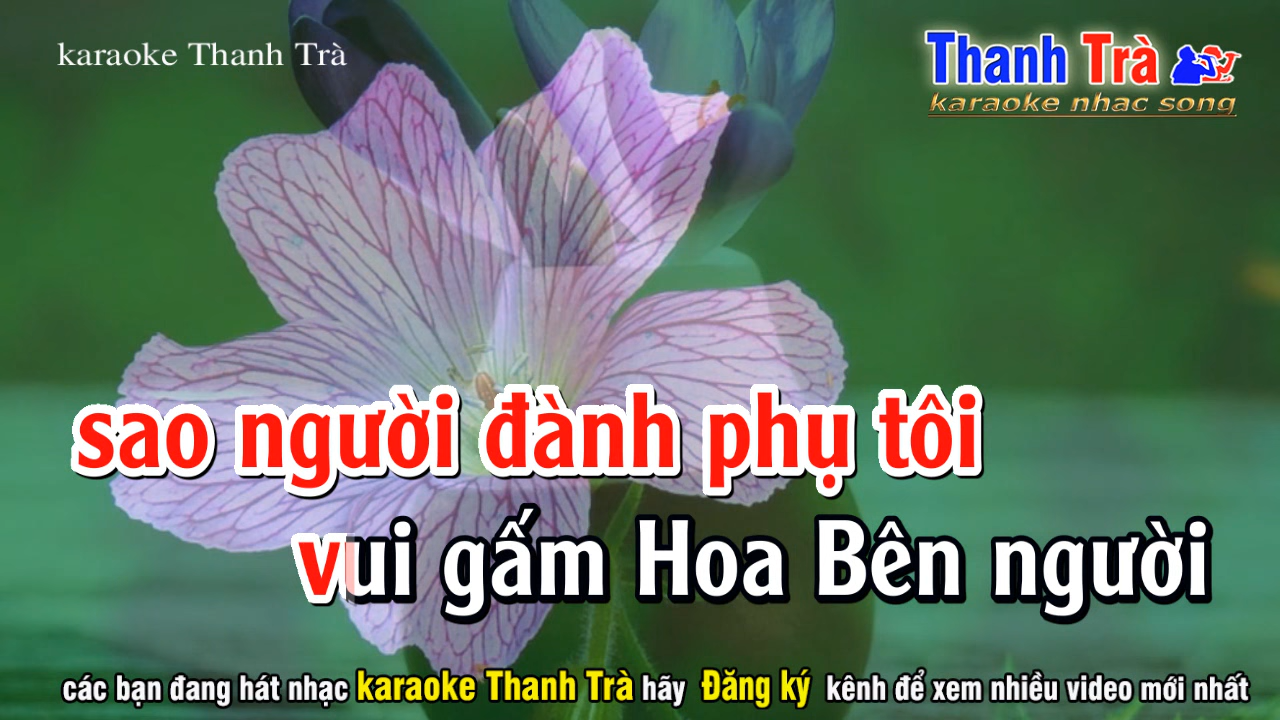 karaoke Thanh Trà
Thanh Trà
karaoke nhac song
sao người đành phụ tôi
vui gấm Hoa Bên người
các bạn đang hát nhạc karaoke Thanh Trà hãy Đăng ký kênh để xem nhiều video mới nhất